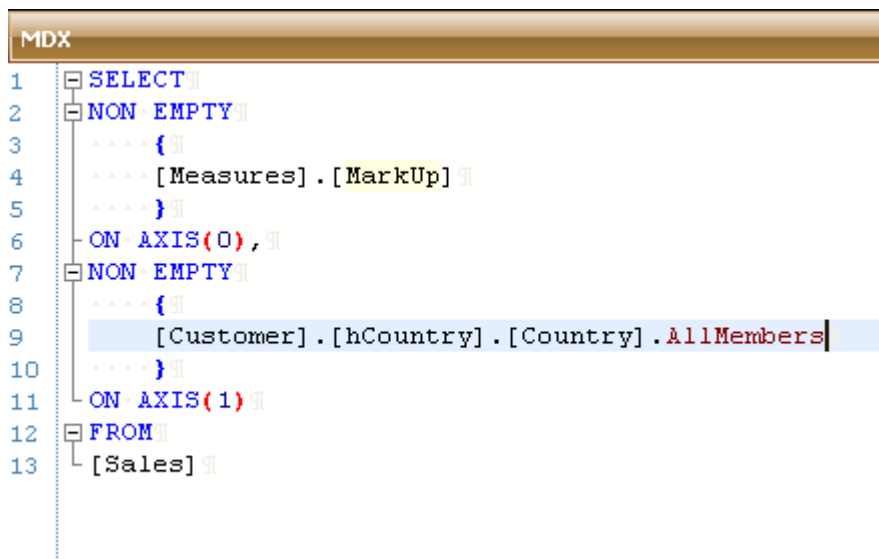 MDX
1 SELECT¶
2 NON·EMPTY¶
3 ····{¶
4 ····[Measures].[MarkUp]¶
5 ····}¶
6 ON·AXIS(0),¶
7 NON·EMPTY¶
8 ····{¶
9 ····[Customer].[hCountry].[Country].AllMembers¶
10 ····}¶
11 ON·AXIS(1)¶
12 FROM¶
13 [Sales]¶